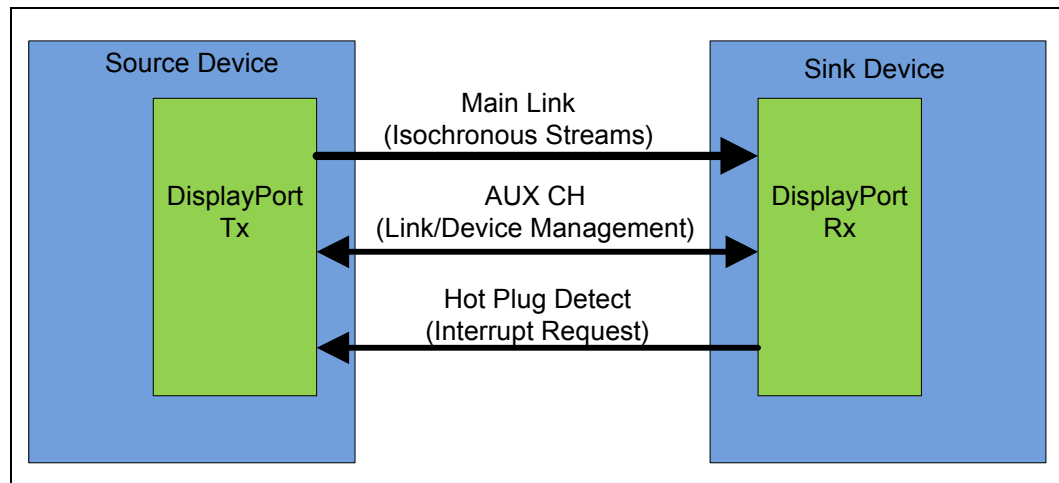 Source Device
Sink Device
Main Link
(Isochronous Streams)
DisplayPort
Tx
AUX CH
(Link/Device Management)
DisplayPort
Rx
Hot Plug Detect
(Interrupt Request)